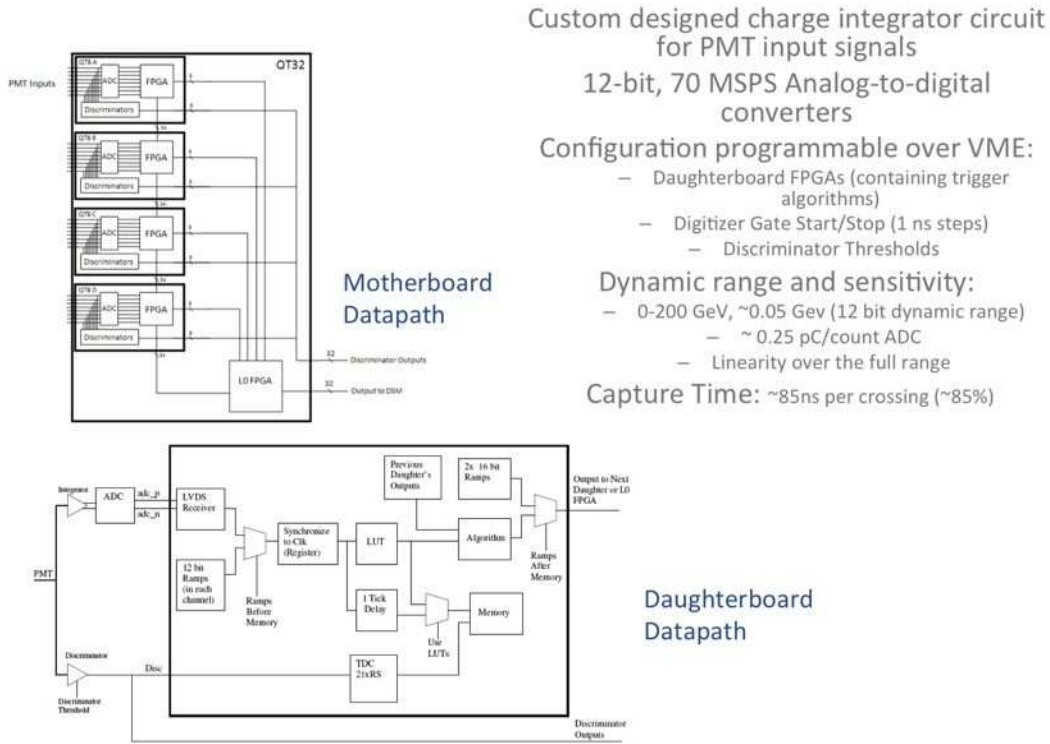 Custom designed charge integrator circuit
for PMT input signals
12-bit, 70 MSPS Analog-to-digital
converters
Configuration programmable over VME:
– Daughterboard FPGAs (containing trigger
algorithms)
– Digitizer Gate Start/Stop (1 ns steps)
– Discriminator Thresholds
Dynamic range and sensitivity:
– 0-200 GeV, ~0.05 Gev (12 bit dynamic range)
– ~ 0.25 pC/count ADC
– Linearity over the full range
Capture Time: ~85ns per crossing (~85%)
QT32
PMT Inputs
QT8-A
ADC
FPGA
Discriminators
QT8-B
ADC
FPGA
Discriminators
QT8-C
ADC
FPGA
Discriminators
QT8-D
ADC
FPGA
Discriminators
L0 FPGA
32
Discriminator Outputs
32
Output to DSM
Motherboard
Datapath
PMT
Integrator
ADC
adc_p
adc_n
LVDS
Receiver
12 bit
Ramps
(in each
channel)
Ramps
Before
Memory
Synchronize
to Clk
(Register)
LUT
1 Tick
Delay
Use
LUTs
Previous
Daughter's
Outputs
2x 16 bit
Ramps
Algorithm
Ramps
After
Memory
Memory
Output to Next
Daughter or L0
FPGA
Discriminator
Disc
Discriminator
Threshold
TDC
21xRS
Discriminator
Outputs
Daughterboard
Datapath